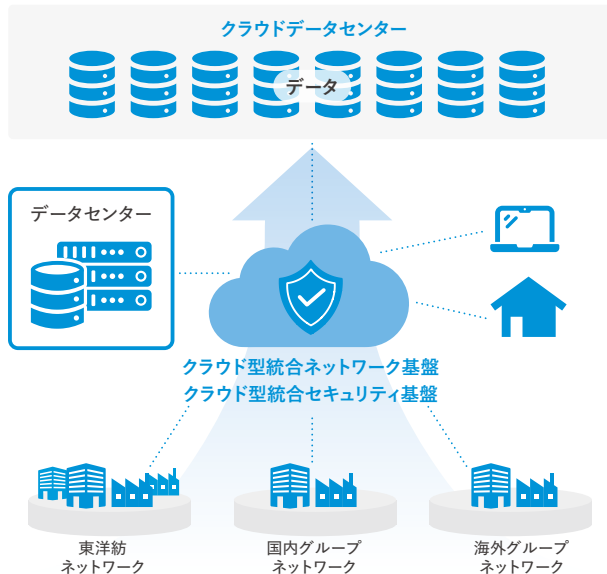 クラウドデータセンター
データ
データセンター
クラウド型統合ネットワーク基盤
クラウド型統合セキュリティ基盤
東洋紡
ネットワーク
国内グループ
ネットワーク
海外グループ
ネットワーク